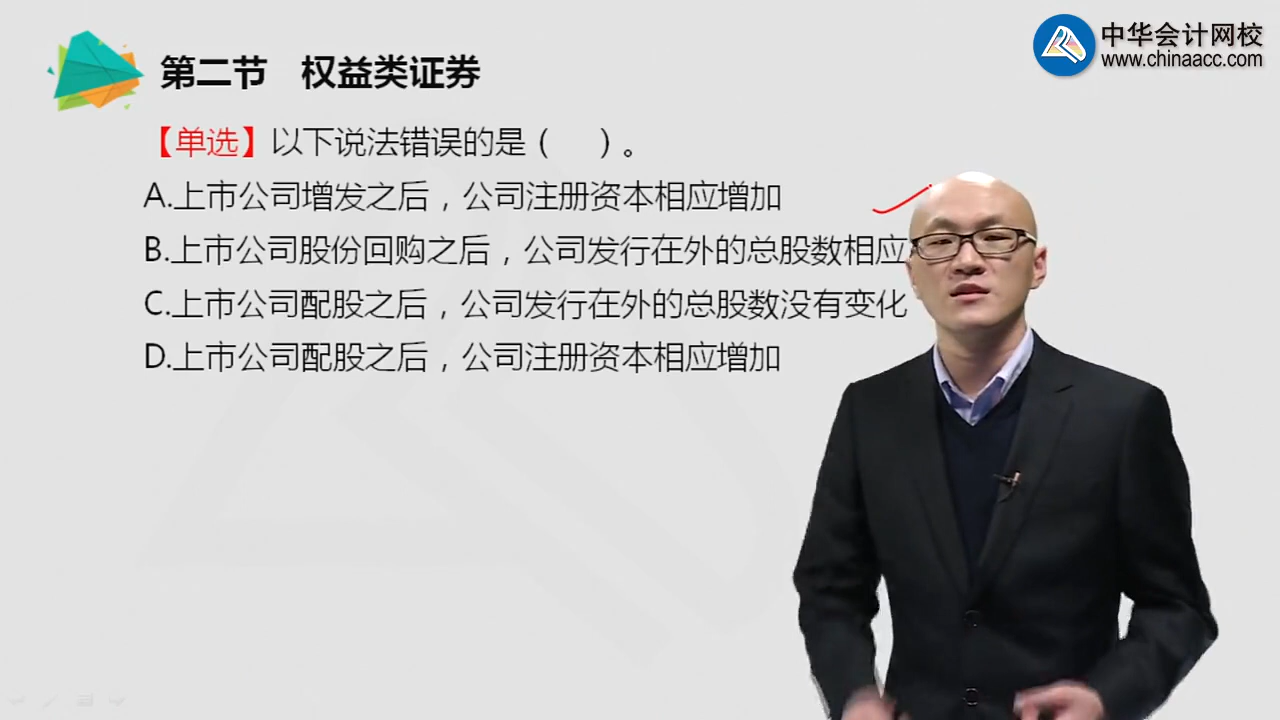 中华会计网校
www.chinaacc.com
第二节 权益类证券
【单选】以下说法错误的是（ ）。
A.上市公司增发之后，公司注册资本相应增加
B.上市公司股份回购之后，公司发行在外的总股数相应
C.上市公司配股之后，公司发行在外的总股数没有变化
D.上市公司配股之后，公司注册资本相应增加